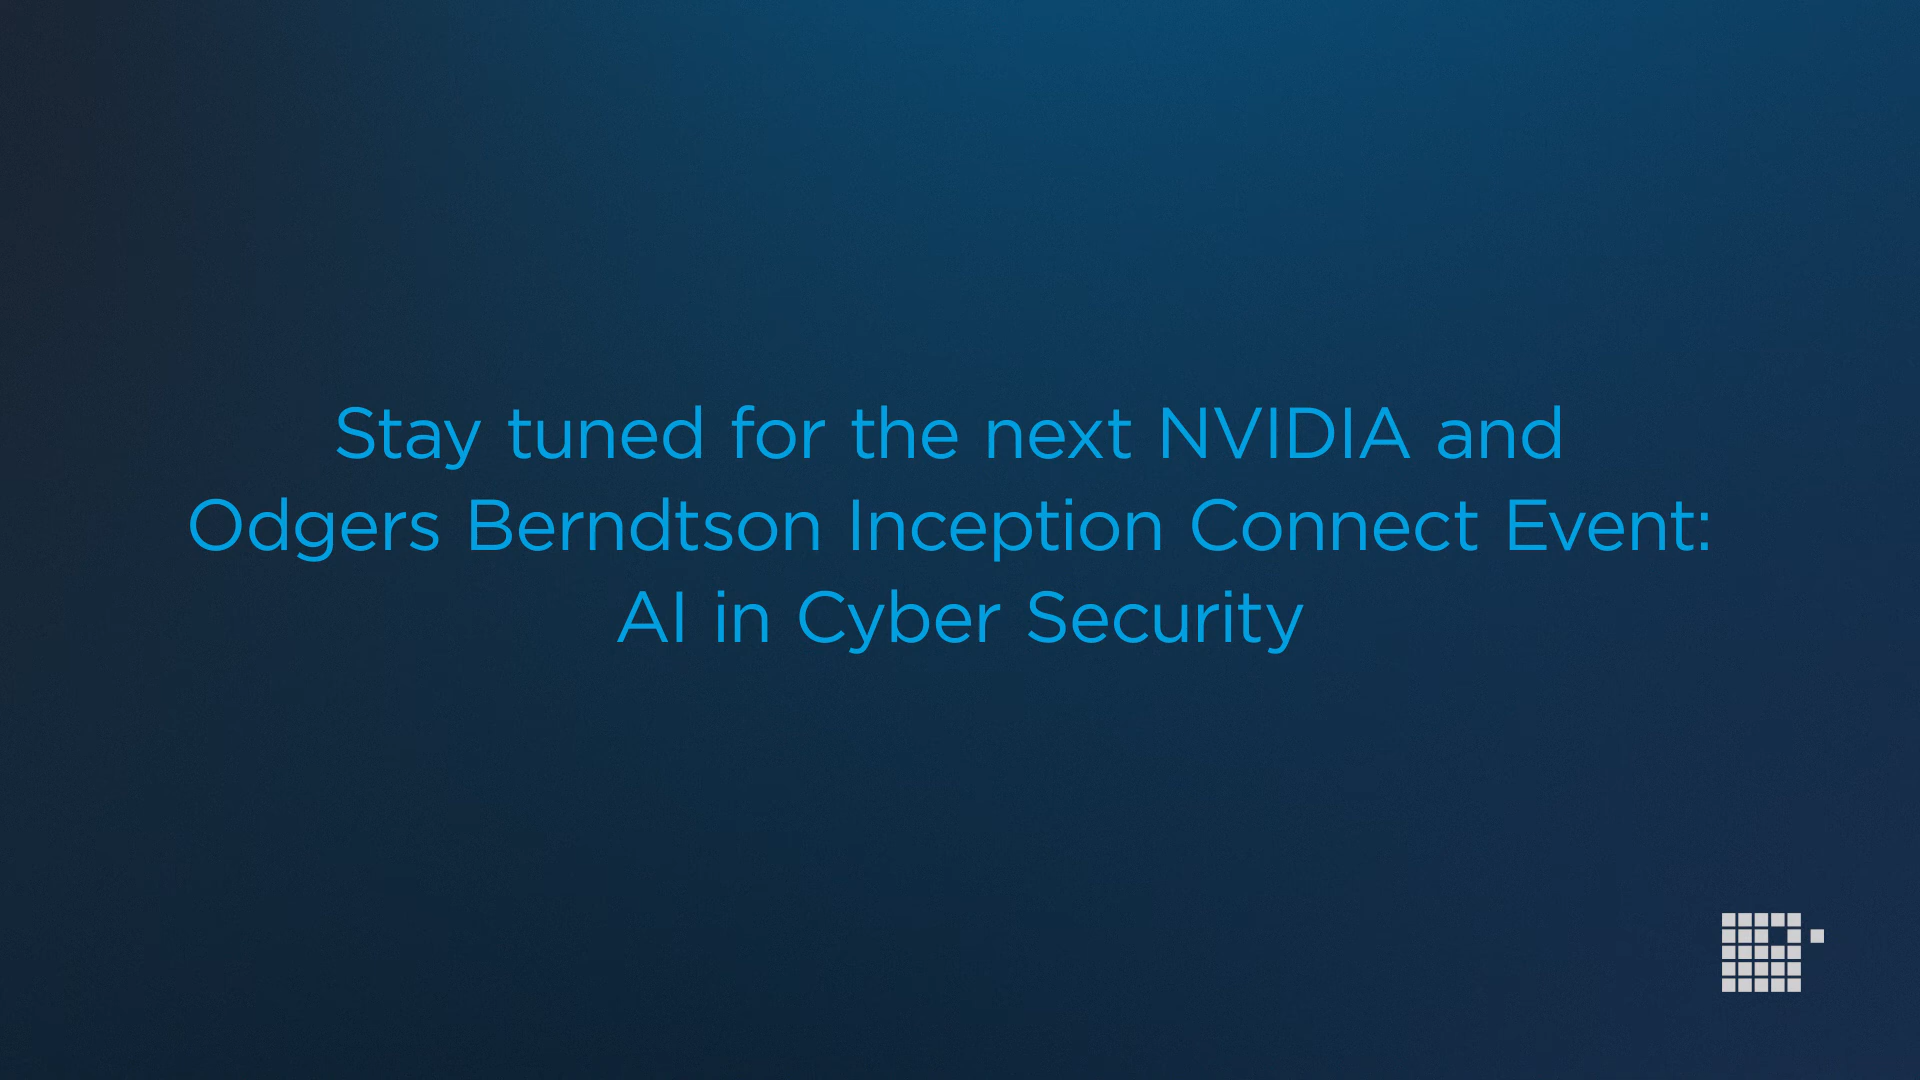 Stay tuned for the next NVIDIA and
Odgers Berndtson Inception Connect Event:
AI in Cyber Security